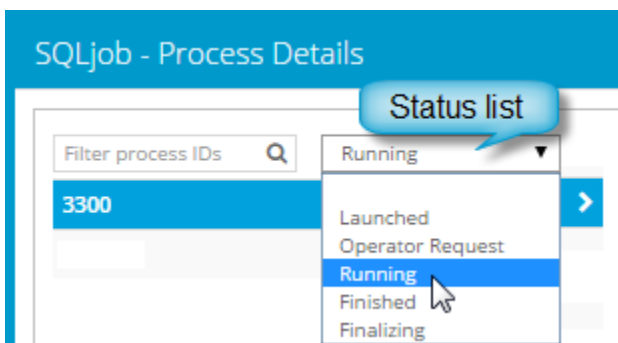 SQLjob - Process Details
Status list
Filter process IDs
Running
3300
Launched
Operator Request
Running
Finished
Finalizing